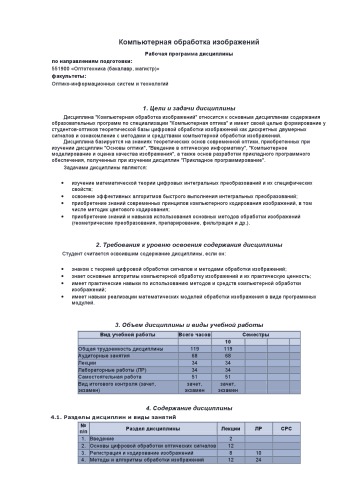 Компьютерная обработка изображений
Рабочая программа дисциплины
по направлениям подготовки:
551900 «Оптотехника (бакалавр, магистр)»
факультеты:
Оптико-информационных систем и технологий
1. Цели и задачи дисциплины
Дисциплина "Компьютерная обработка изображений" относится к основным дисциплинам содержания
образовательных программ по специализации "Компьютерная оптика" и имеет своей целью формирование у
студентов-оптиков теоретической базы цифровой обработки изображений как дискретных двумерных
сигналов и ознакомление с методами и средствами компьютерной обработки изображений.
Дисциплина базируется на знаниях теоретических основ современной оптики, приобретенных при
изучении дисциплин "Основы оптики", "Введение в оптическую информатику", "Компьютерное
моделирование и оценка качества изображения", а также основ разработки прикладного программного
обеспечения, полученных при изучении дисциплин "Прикладное программирование".
Задачами дисциплины являются:
• изучение математической теории цифровых интегральных преобразований и их специфических
свойств;
• освоение эффективных алгоритмов быстрого выполнения интегральных преобразований;
• приобретение знаний современных принципов компьютерного кодирования изображений, в том
числе методик цветового кодирования;
• приобретение знаний и навыков использования основных методов обработки изображений
(геометрические преобразования, препарирование, фильтрация и др.).
2. Требования к уровню освоения содержания дисциплины
Студент считается освоившим содержание дисциплины, если он:
• знаком с теорией цифровой обработки сигналов и методами обработки изображений;
• знает основные алгоритмы компьютерной обработку изображений и их практическую ценность;
• имеет практические навыки по использованию методов и средств компьютерной обработки
изображений;
• имеет навыки реализации математических моделей обработки изображения в виде программных
модулей.
3. Объем дисциплины и виды учебной работы
Вид учебной работы Всего часов Семестры
10
Общая трудоемкость дисциплины 119 119
Аудиторные занятия 68 68
Лекции 34 34
Лабораторные работы (ЛР) 34 34
Самостоятельная работа 51 51
Вид итогового контроля (зачет, экзамен) зачет, экзамен зачет, экзамен
4. Содержание дисциплины
4.1. Разделы дисциплин и виды занятий
№ п/п Раздел дисциплины Лекции ЛР СРС
1. Введение 2
2. Основы цифровой обработки оптических сигналов 12
3. Регистрация и кодирование изображений 8 10
4. Методы и алгоритмы обработки изображений 12 24